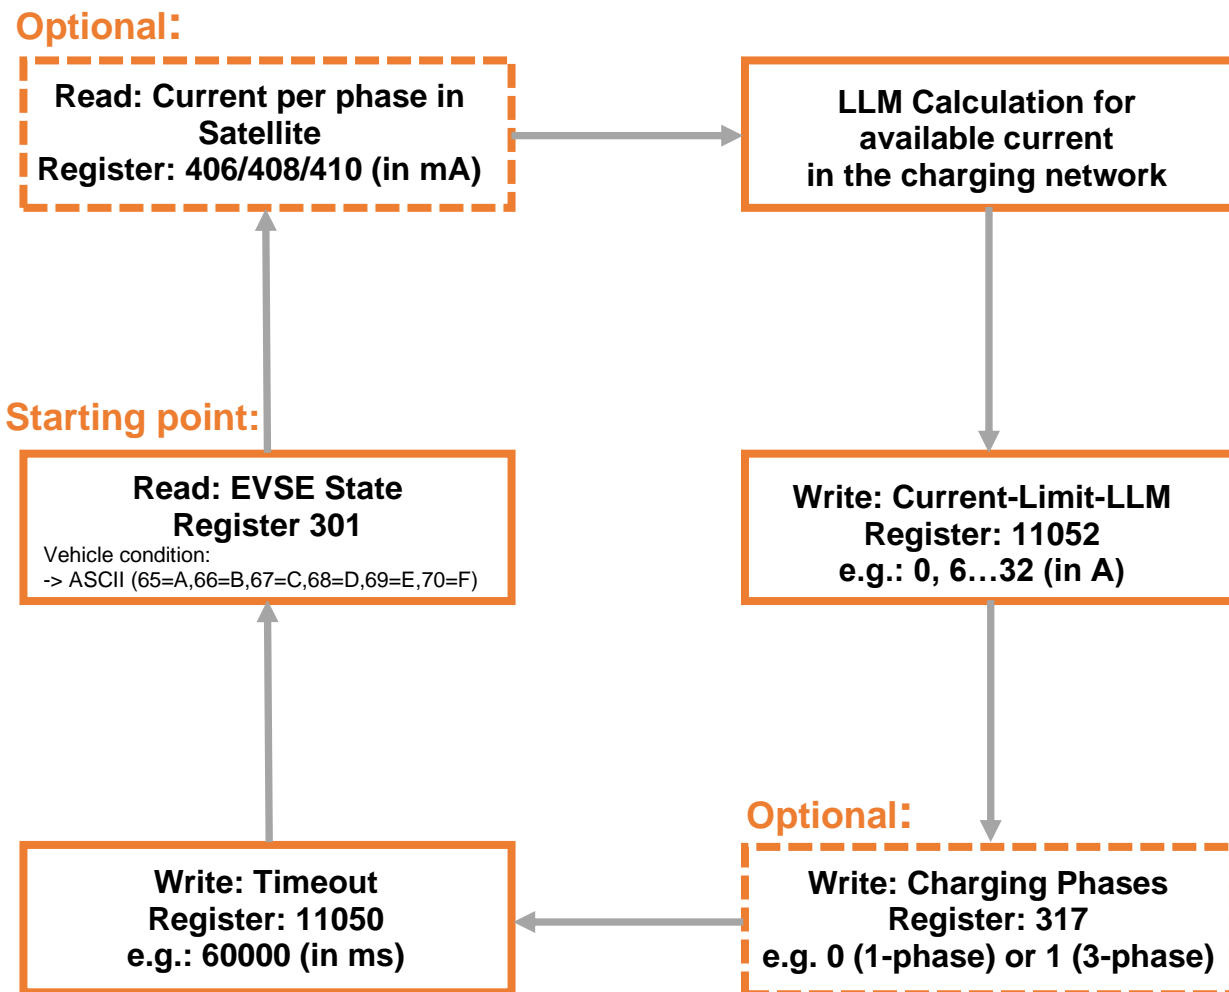 Optional:
Read: Current per phase in
Satellite
Register: 406/408/410 (in mA)
LLM Calculation for
available current
in the charging network
Starting point:
Read: EVSE State
Register 301
Vehicle condition:
-> ASCII (65=A,66=B,67=C,68=D,69=E,70=F)
Write: Current-Limit-LLM
Register: 11052
e.g.: 0, 6…32 (in A)
Optional:
Write: Charging Phases
Register: 317
e.g. 0 (1-phase) or 1 (3-phase)
Write: Timeout
Register: 11050
e.g.: 60000 (in ms)